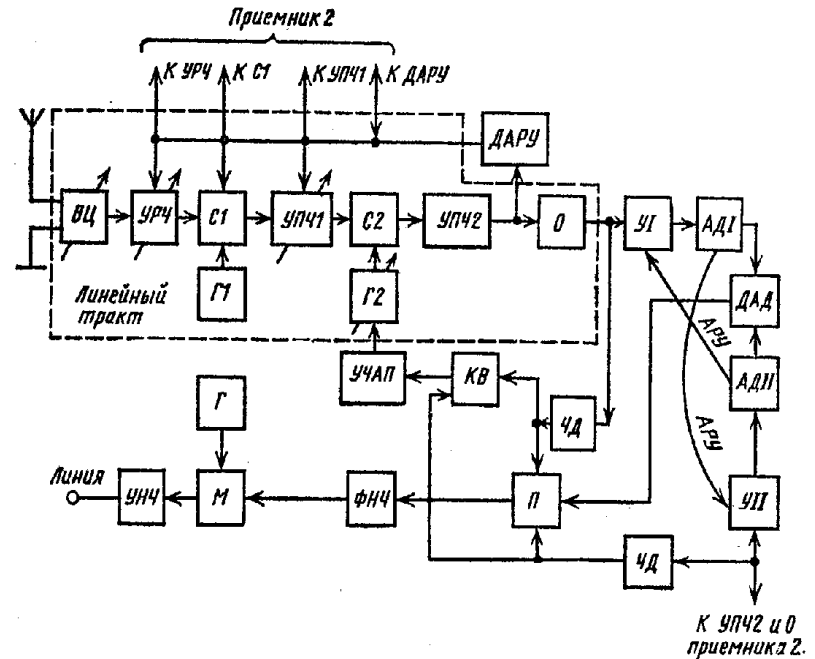 Приемник 2
К УРЧ К С1 К УПЧ1 К ДАРУ
ДАРУ
ВЦ УРЧ С1 УПЧ1 С2 УПЧ2 О УI АДI
Линейный
тракт
Г1 Г2 ДАД
АРУ
УЧАП КВ АДII
Г ЧД
АРУ
Линия
УНЧ М ФНЧ П УII
ЧД
К УПЧ2 и О
приемника 2.